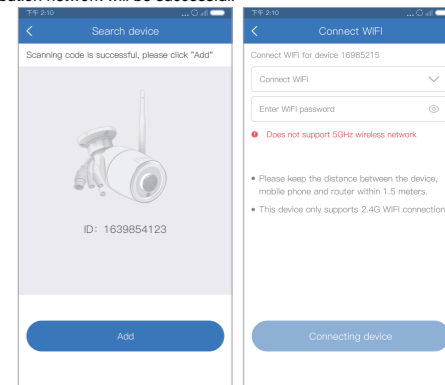 bation network will be successful.
下午 2:10
Search device
Scanning code is successful, please click "Add"
ID: 1639854123
Add
下午 2:10
Connect WIFI
Connect WIFI for device 16985215
Connect WIFI
Enter WIFI password
Does not support 5GHz wireless network
• Please keep the distance between the device,
mobile phone and router within 1.5 meters.
• This device only supports 2.4G WIFI connection
Connecting device